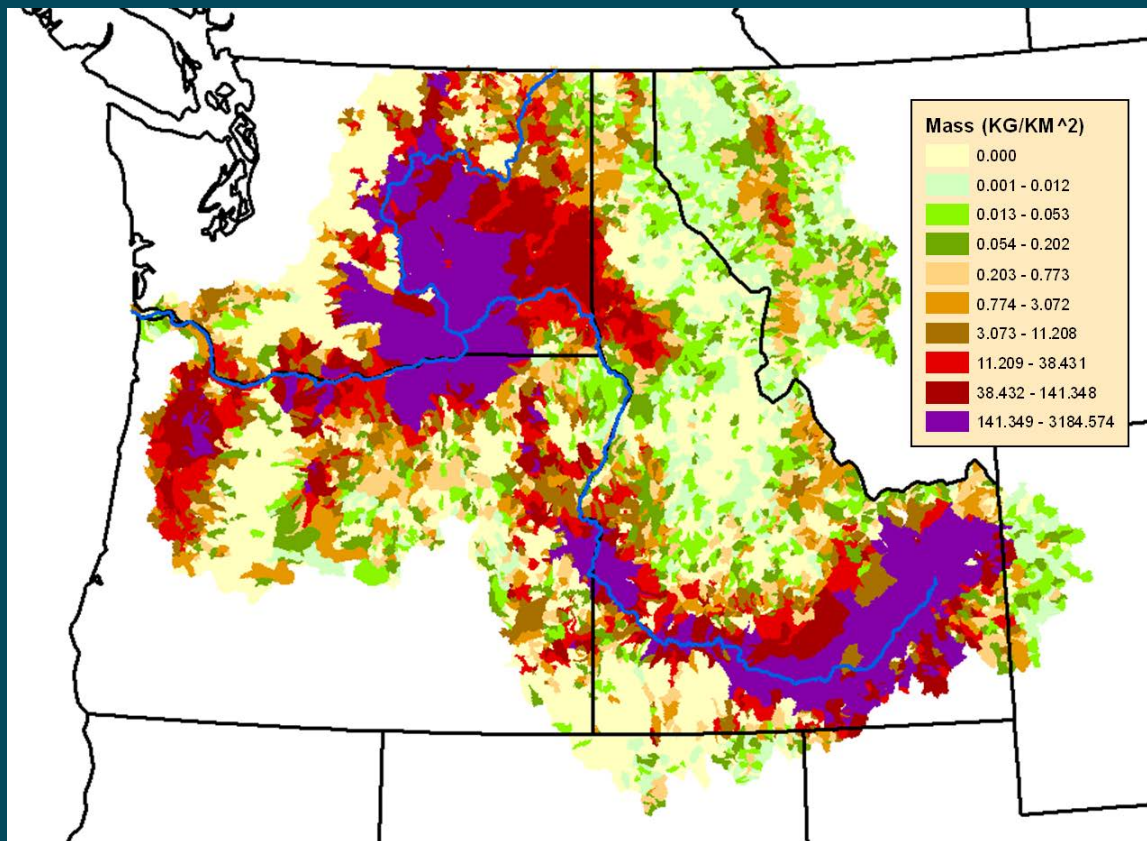 Mass (KG/KM^2)
0.000
0.001 - 0.012
0.013 - 0.053
0.054 - 0.202
0.203 - 0.773
0.774 - 3.072
3.073 - 11.208
11.209 - 38.431
38.432 - 141.348
141.349 - 3184.574